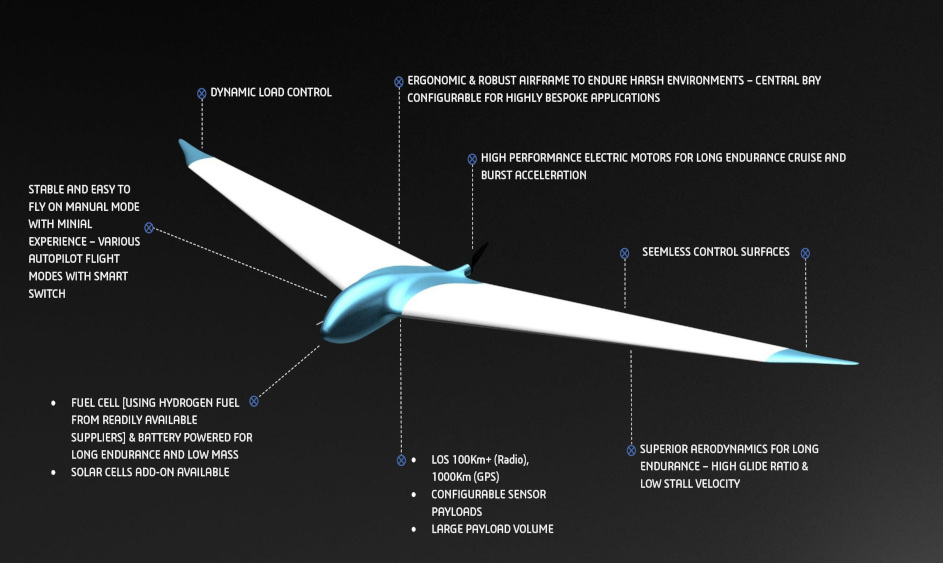 DYNAMIC LOAD CONTROL
ERGONOMIC & ROBUST AIRFRAME TO ENDURE HARSH ENVIRONMENTS – CENTRAL BAY
CONFIGURABLE FOR HIGHLY BESPOKE APPLICATIONS
HIGH PERFORMANCE ELECTRIC MOTORS FOR LONG ENDURANCE CRUISE AND
BURST ACCELERATION
STABLE AND EASY TO
FLY ON MANUAL MODE
WITH MINIAL
EXPERIENCE – VARIOUS
AUTOPILOT FLIGHT
MODES WITH SMART
SWITCH
SEEMLESS CONTROL SURFACES
• FUEL CELL [USING HYDROGEN FUEL
FROM READILY AVAILABLE
SUPPLIERS] & BATTERY POWERED FOR
LONG ENDURANCE AND LOW MASS
• SOLAR CELLS ADD-ON AVAILABLE
• LOS 100Km+ (Radio),
1000Km (GPS)
• CONFIGURABLE SENSOR
PAYLOADS
• LARGE PAYLOAD VOLUME
SUPERIOR AERODYNAMICS FOR LONG
ENDURANCE – HIGH GLIDE RATIO &
LOW STALL VELOCITY